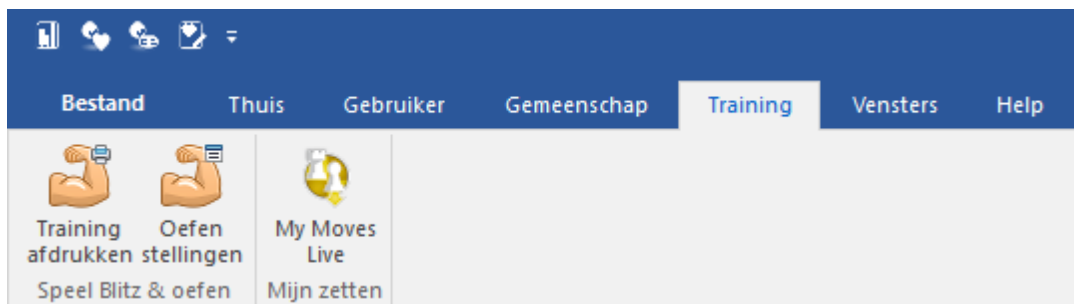 Bestand Thuis Gebruiker Gemeenschap Training Vensters Help
Training afdrukken
Oefen stellingen
My Moves Live
Speel Blitz & oefen Mijn zetten